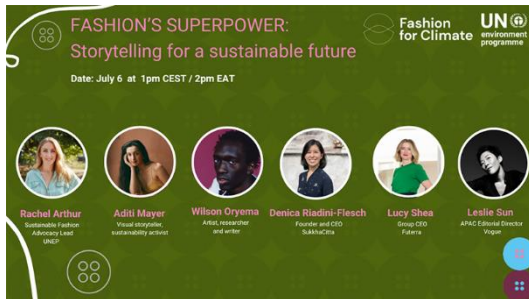 FASHION'S SUPERPOWER:
Storytelling for a sustainable future
Date: July 6 at 1pm CEST / 2pm EAT
Fashion
for Climate
UN
environment
programme
Rachel Arthur
Sustainable Fashion
Advocacy Lead
UNEP
Aditi Mayer
Visual storyteller,
sustainability activist
Wilson Oryema
Artist, researcher
and writer
Denica Riadini-Flesch
Founder and CEO
SukkhaCitta
Lucy Shea
Group CEO
Futerra
Leslie Sun
APAC Editorial Director
Vogue